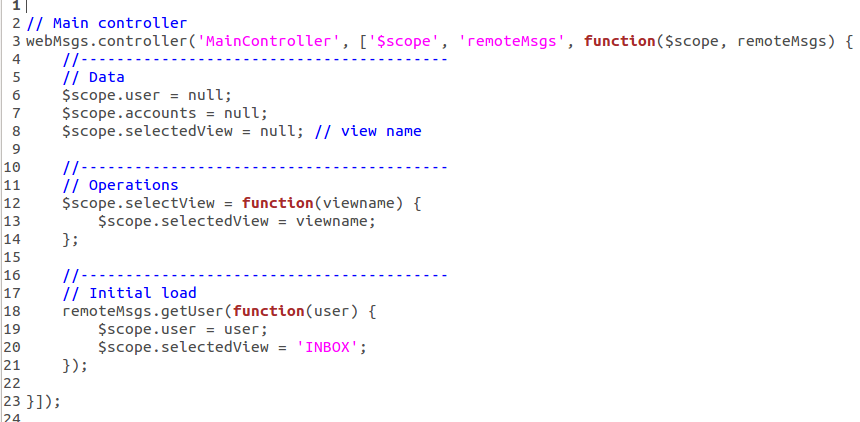 1
2 // Main controller
3 webMsgs.controller('MainController', ['$scope', 'remoteMsgs', function($scope, remoteMsgs) {
4     //-----------------------------------------
5     // Data
6     $scope.user = null;
7     $scope.accounts = null;
8     $scope.selectedView = null; // view name
9
10     //-----------------------------------------
11     // Operations
12     $scope.selectView = function(viewname) {
13         $scope.selectedView = viewname;
14     };
15
16     //-----------------------------------------
17     // Initial load
18     remoteMsgs.getUser(function(user) {
19         $scope.user = user;
20         $scope.selectedView = 'INBOX';
21     });
22
23 }]);
24